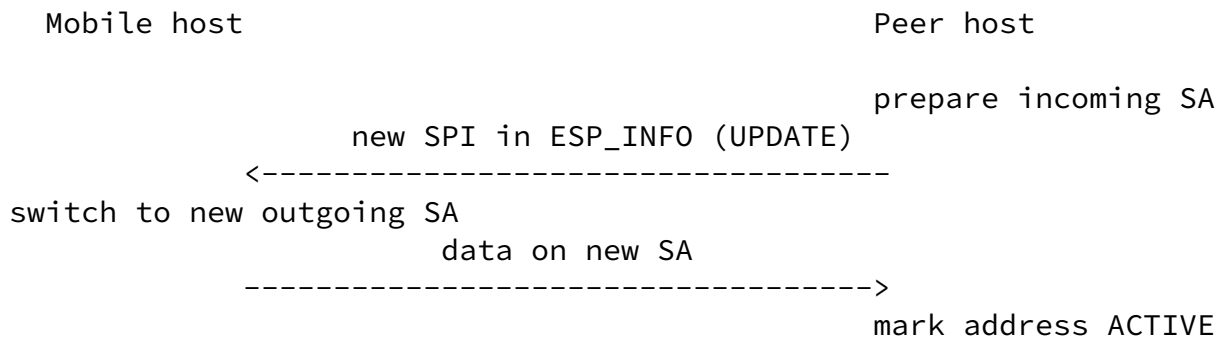 Mobile host                                   Peer host
prepare incoming SA
new SPI in ESP_INFO (UPDATE)
<-----------------------------------
switch to new outgoing SA
data on new SA
----------------------------------->
mark address ACTIVE